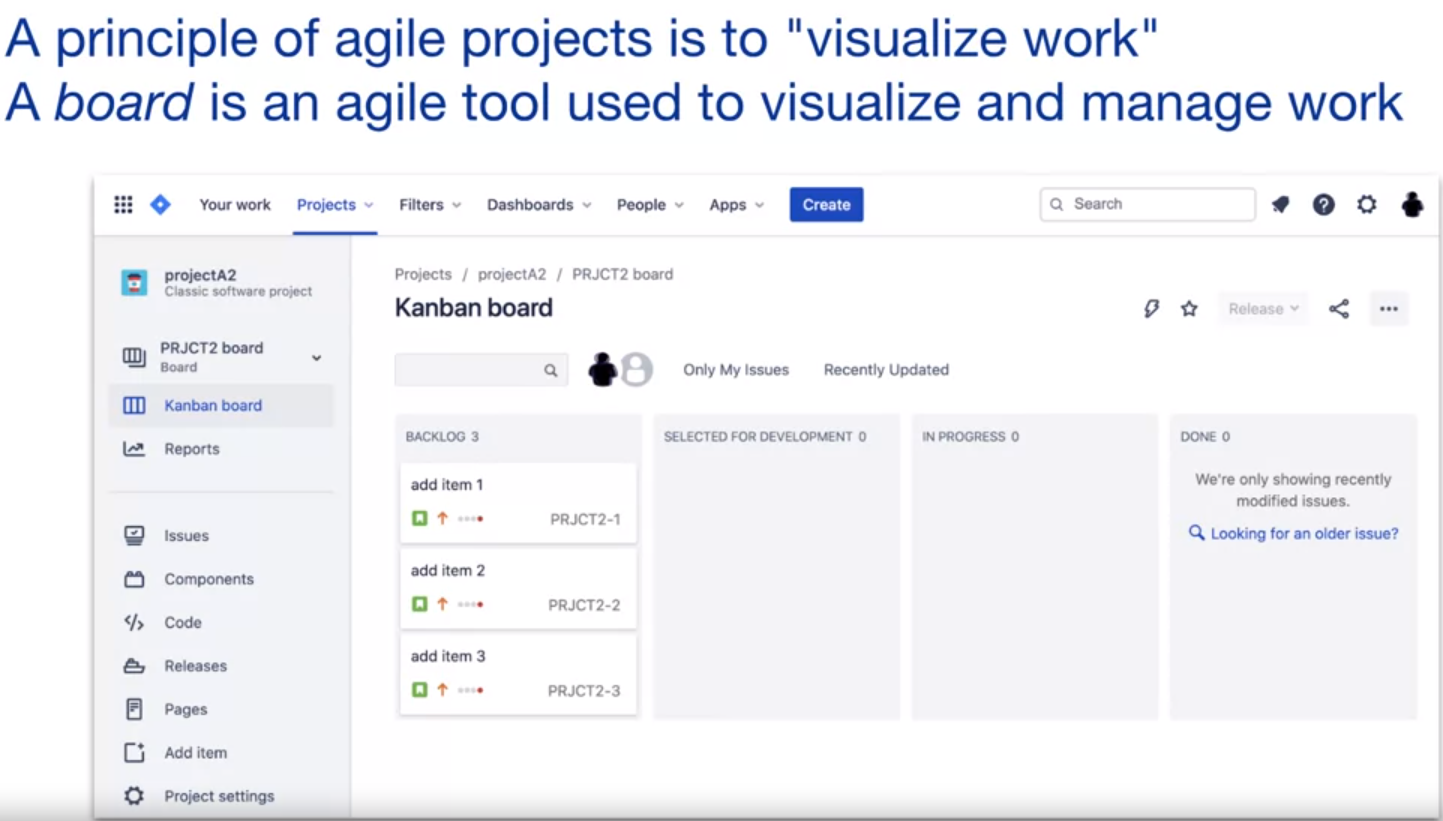 A principle of agile projects is to "visualize work"
A board is an agile tool used to visualize and manage work
Your work Projects Filters Dashboards People Apps Create Search
projectA2
Classic software project
PRJCT2 board
Board
Kanban board
Reports
Issues
Components
Code
Releases
Pages
Add item
Project settings
Projects / projectA2 / PRJCT2 board
Kanban board
Release
Only My Issues Recently Updated
BACKLOG 3
add item 1
PRJCT2-1
add item 2
PRJCT2-2
add item 3
PRJCT2-3
SELECTED FOR DEVELOPMENT 0
IN PROGRESS 0
DONE 0
We're only showing recently
modified issues.
Looking for an older issue?